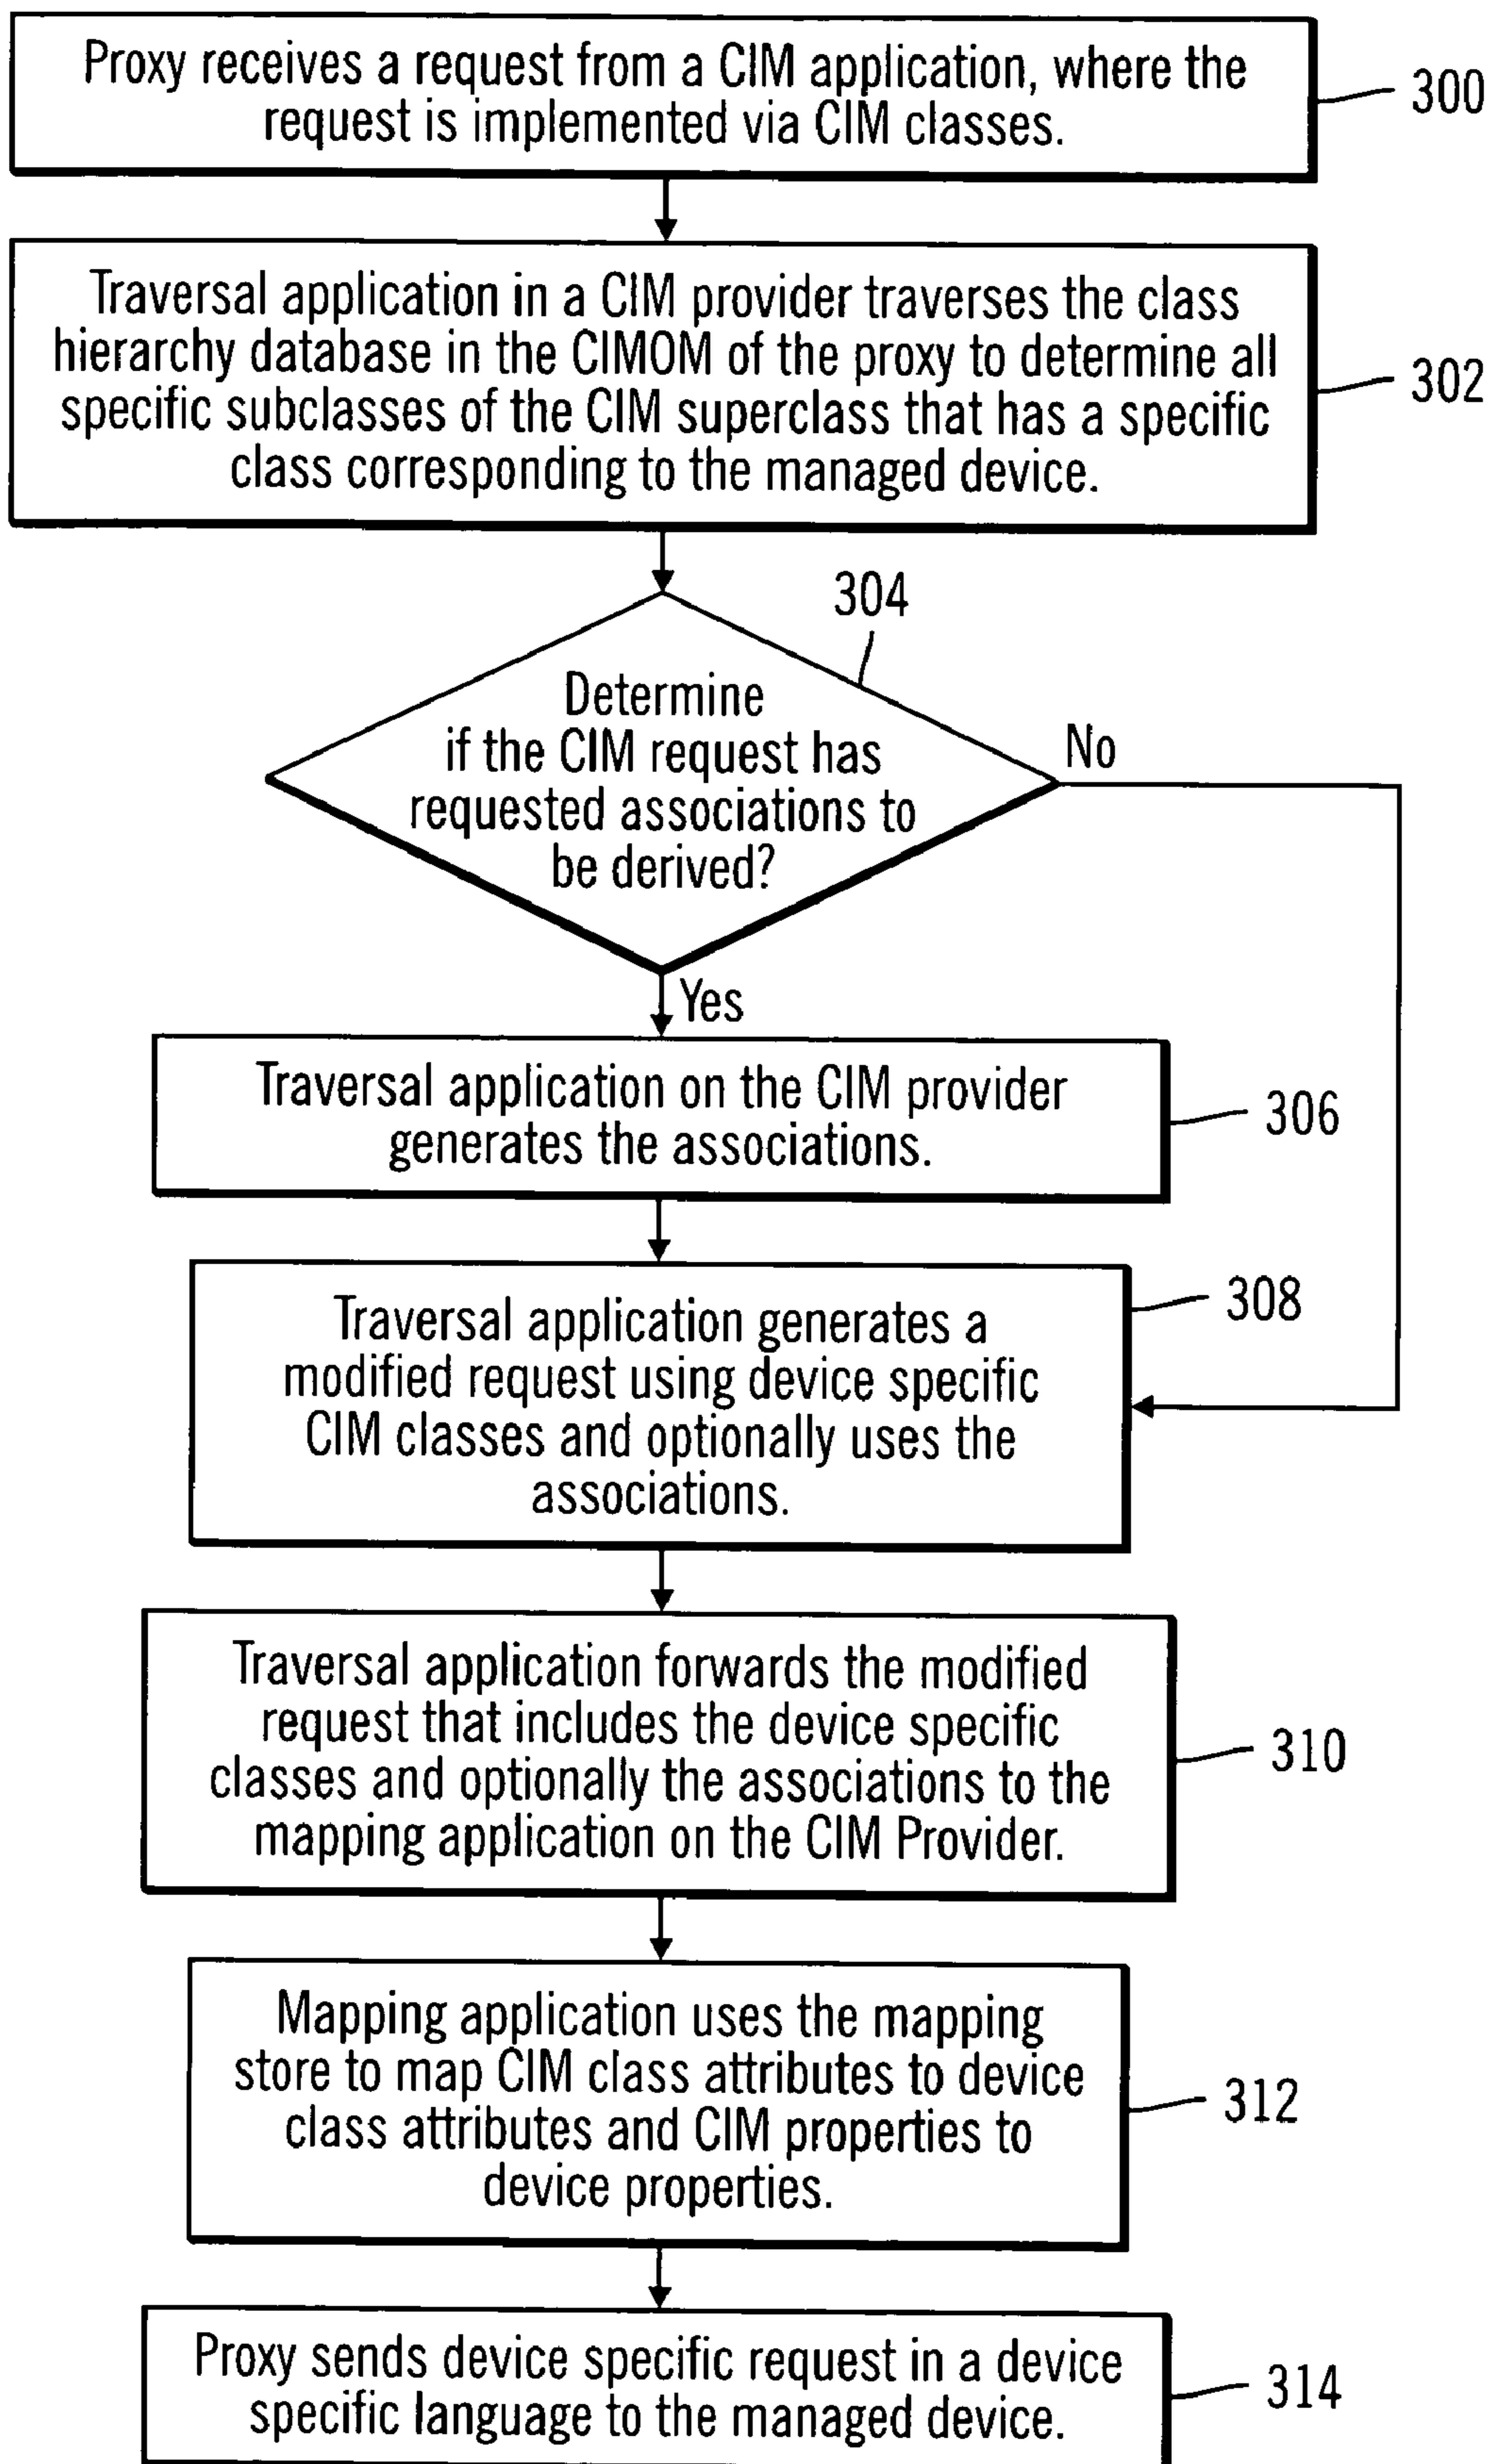 Proxy receives a request from a CIM application, where the
request is implemented via CIM classes.
300
Traversal application in a CIM provider traverses the class
hierarchy database in the CIMOM of the proxy to determine all
specific subclasses of the CIM superclass that has a specific
class corresponding to the managed device.
302
304
Determine
if the CIM request has
requested associations to
be derived?
No
Yes
Traversal application on the CIM provider
generates the associations.
306
Traversal application generates a
modified request using device specific
CIM classes and optionally uses the
associations.
308
Traversal application forwards the modified
request that includes the device specific
classes and optionally the associations to the
mapping application on the CIM Provider.
310
Mapping application uses the mapping
store to map CIM class attributes to device
class attributes and CIM properties to
device properties.
312
Proxy sends device specific request in a device
specific language to the managed device.
314